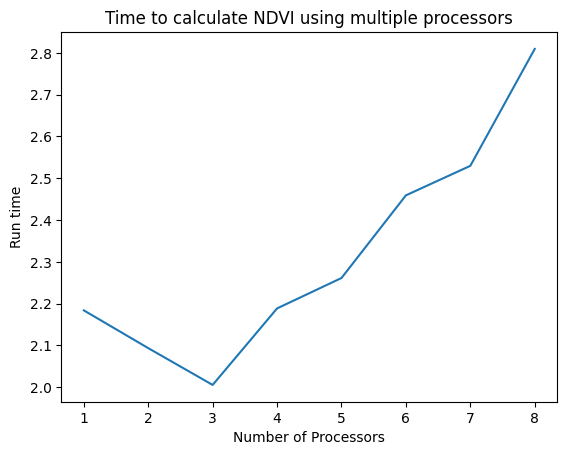 Time to calculate NDVI using multiple processors
Run time
2.8
2.7
2.6
2.5
2.4
2.3
2.2
2.1
2.0
1 2 3 4 5 6 7 8
Number of Processors